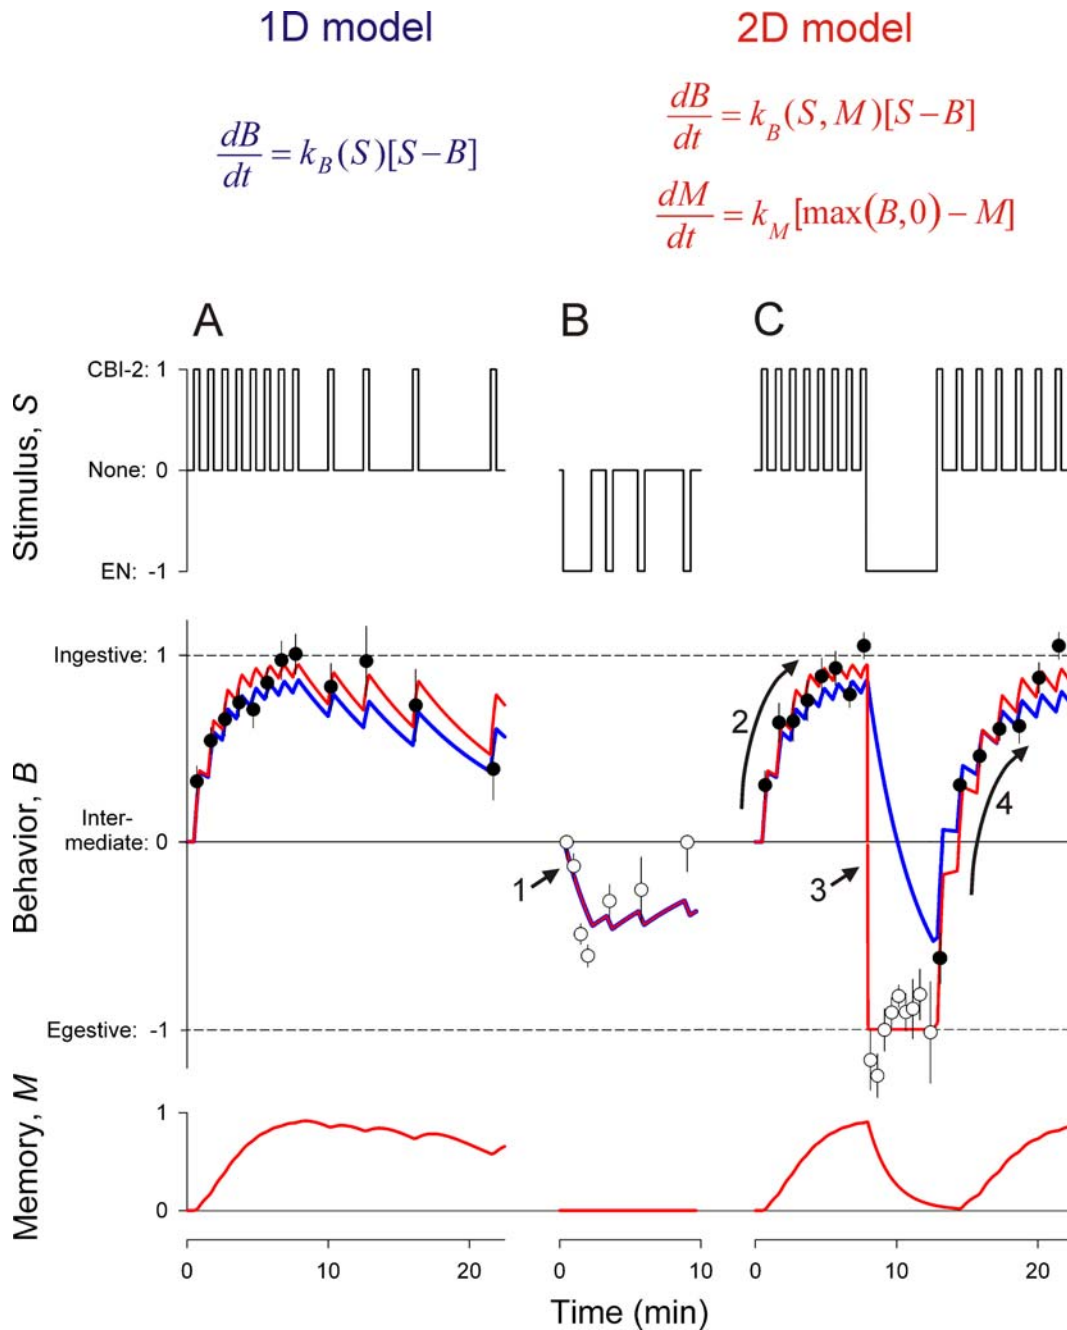 1D model 2D model
dB/dt = k_B(S)[S−B]
dB/dt = k_B(S, M)[S−B]
dM/dt = k_M[max(B,0)−M]
A B C
Stimulus, S
CBI-2: 1
None: 0
EN: -1
Behavior, B
Ingestive: 1
Inter-
mediate: 0
Egestive: -1
1
2
3
4
Memory, M
1
0
0 10 20 0 10 0 10 20
Time (min)